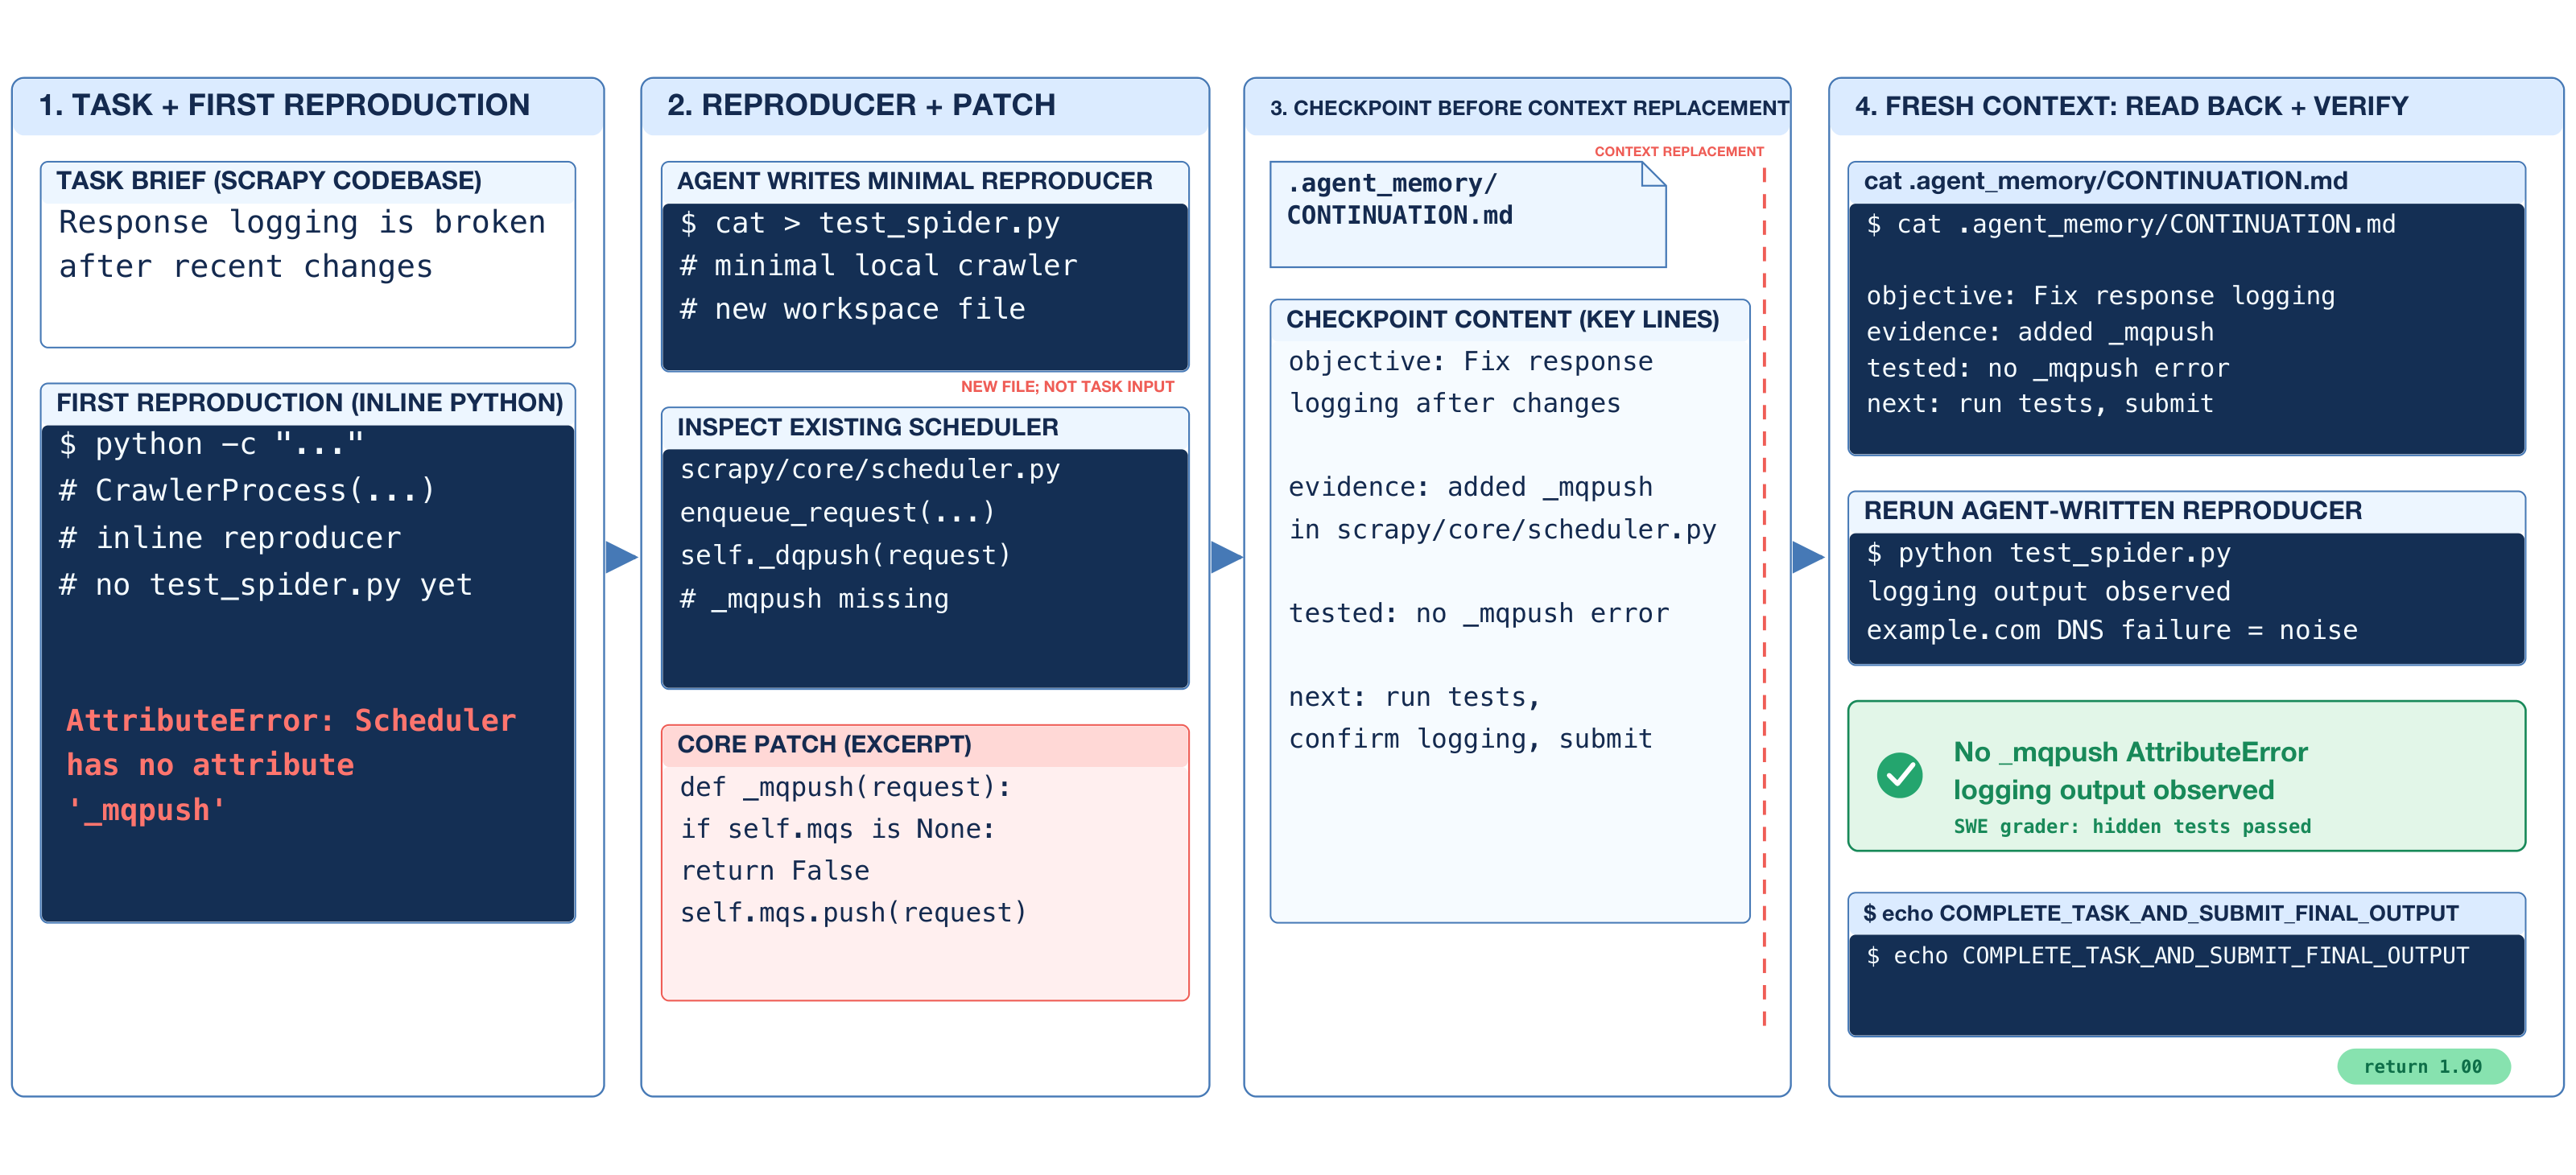 1. TASK + FIRST REPRODUCTION
TASK BRIEF (SCRAPY CODEBASE)
Response logging is broken
after recent changes
FIRST REPRODUCTION (INLINE PYTHON)
$ python −c "..."
# CrawlerProcess(...)
# inline reproducer
# no test_spider.py yet
AttributeError: Scheduler
has no attribute
'_mqpush'
2. REPRODUCER + PATCH
AGENT WRITES MINIMAL REPRODUCER
$ cat > test_spider.py
# minimal local crawler
# new workspace file
NEW FILE; NOT TASK INPUT
INSPECT EXISTING SCHEDULER
scrapy/core/scheduler.py
enqueue_request(...)
self._dqpush(request)
# _mqpush missing
CORE PATCH (EXCERPT)
def _mqpush(request):
if self.mqs is None:
return False
self.mqs.push(request)
3. CHECKPOINT BEFORE CONTEXT REPLACEMENT
CONTEXT REPLACEMENT
.agent_memory/
CONTINUATION.md
CHECKPOINT CONTENT (KEY LINES)
objective: Fix response
logging after changes
evidence: added _mqpush
in scrapy/core/scheduler.py
tested: no _mqpush error
next: run tests,
confirm logging, submit
4. FRESH CONTEXT: READ BACK + VERIFY
cat .agent_memory/CONTINUATION.md
$ cat .agent_memory/CONTINUATION.md
objective: Fix response logging
evidence: added _mqpush
tested: no _mqpush error
next: run tests, submit
RERUN AGENT-WRITTEN REPRODUCER
$ python test_spider.py
logging output observed
example.com DNS failure = noise
No _mqpush AttributeError
logging output observed
SWE grader: hidden tests passed
$ echo COMPLETE_TASK_AND_SUBMIT_FINAL_OUTPUT
$ echo COMPLETE_TASK_AND_SUBMIT_FINAL_OUTPUT
return 1.00